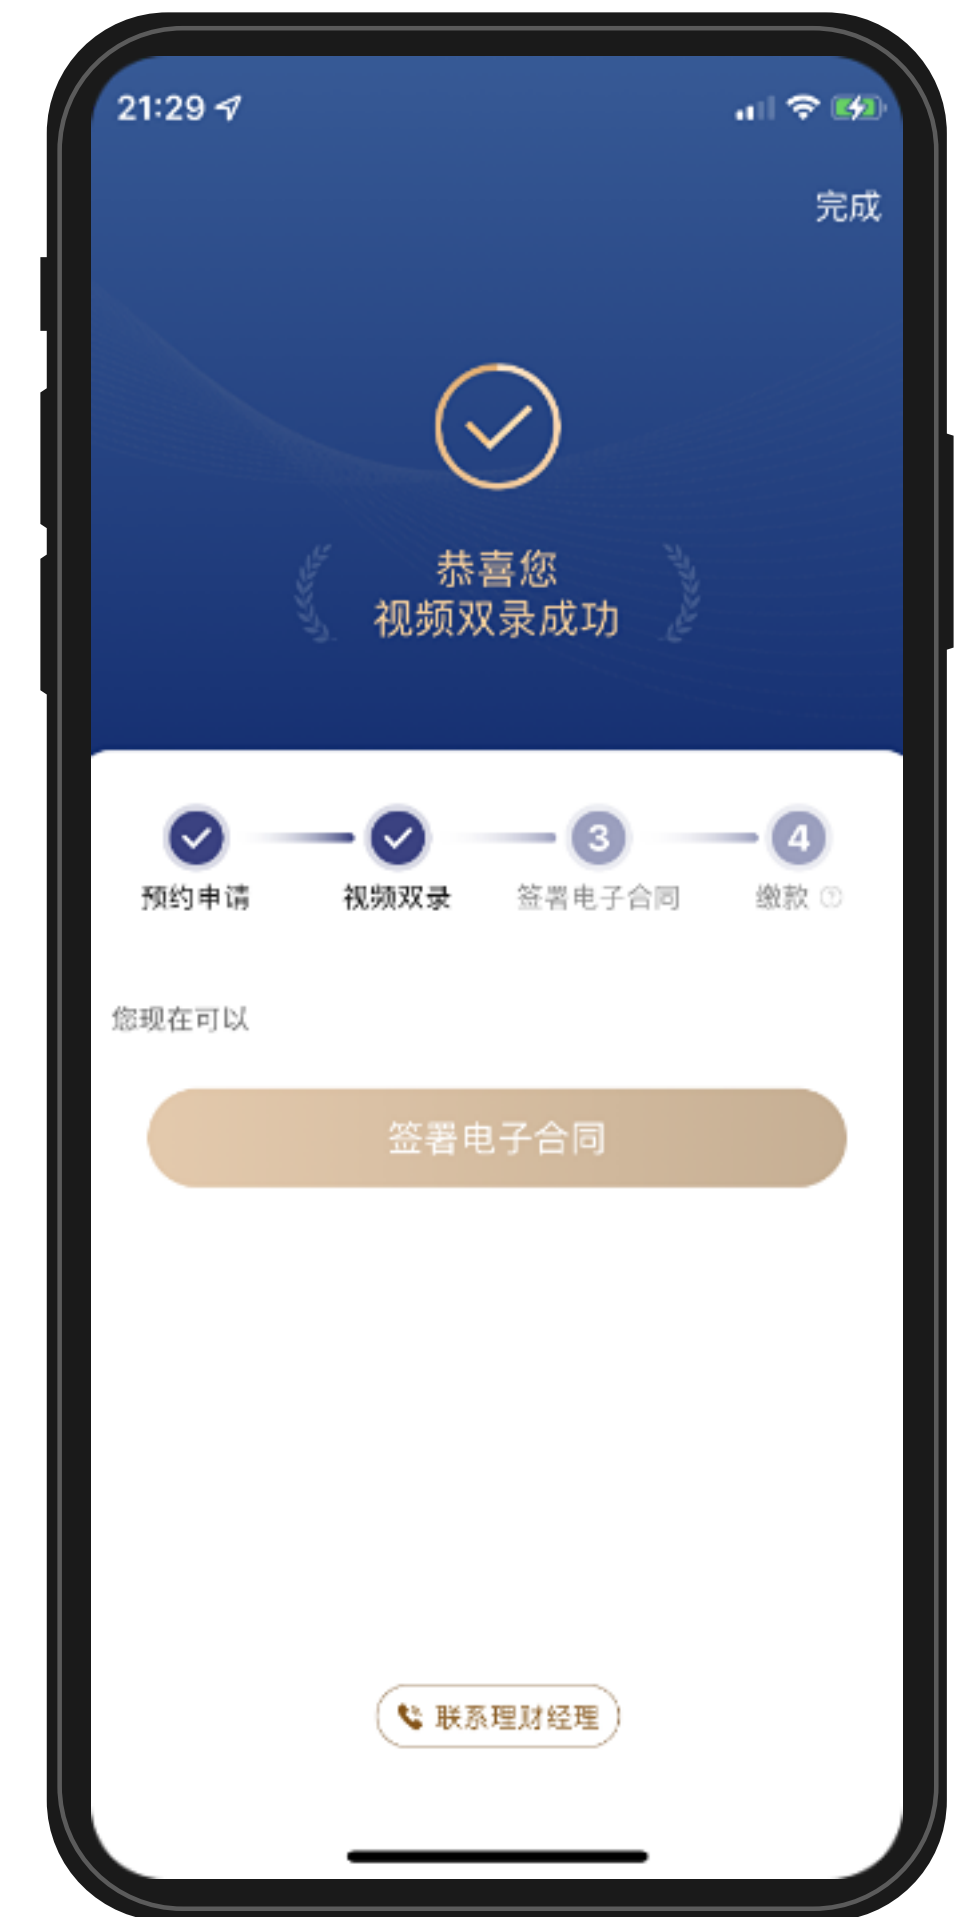 21:29
完成
恭喜您
视频双录成功
3
4
预约申请
视频双录
签署电子合同
缴款
您现在可以
签署电子合同
联系理财经理